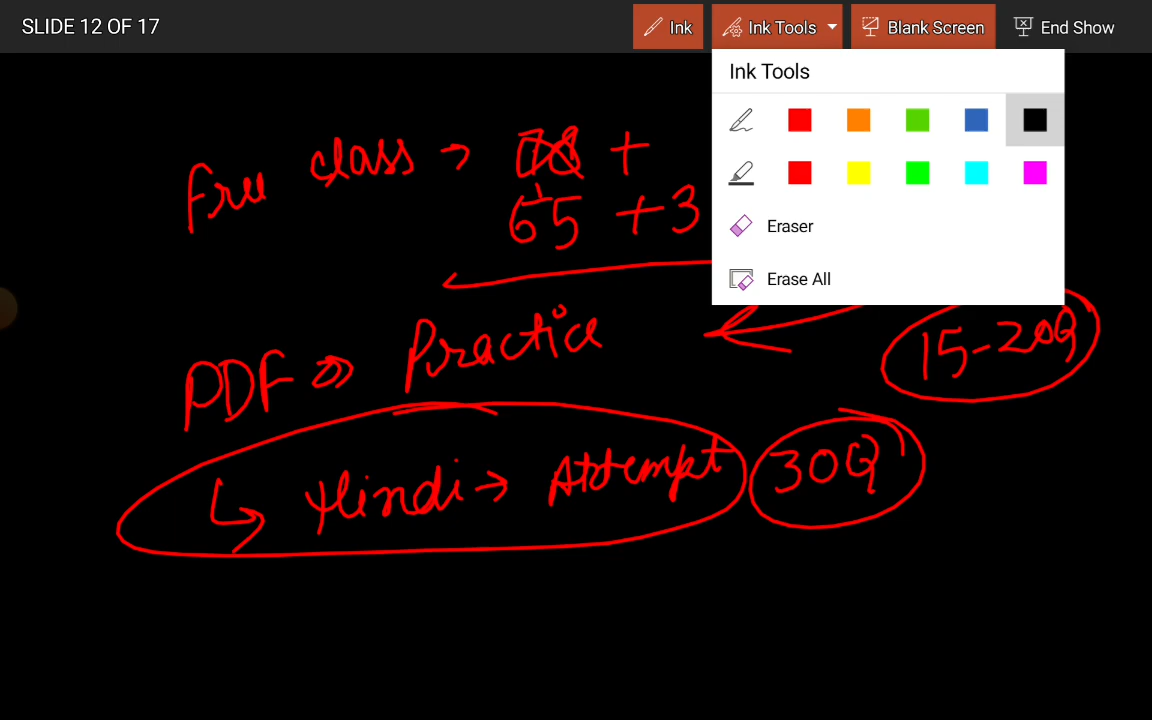 SLIDE 12 OF 17
Ink
Ink Tools
Blank Screen
End Show
Ink Tools
Eraser
Erase All
Free class → +
65 + 3
PDF ⇒ Practice
15-20Q
↳ Hindi → Attempt 30Q